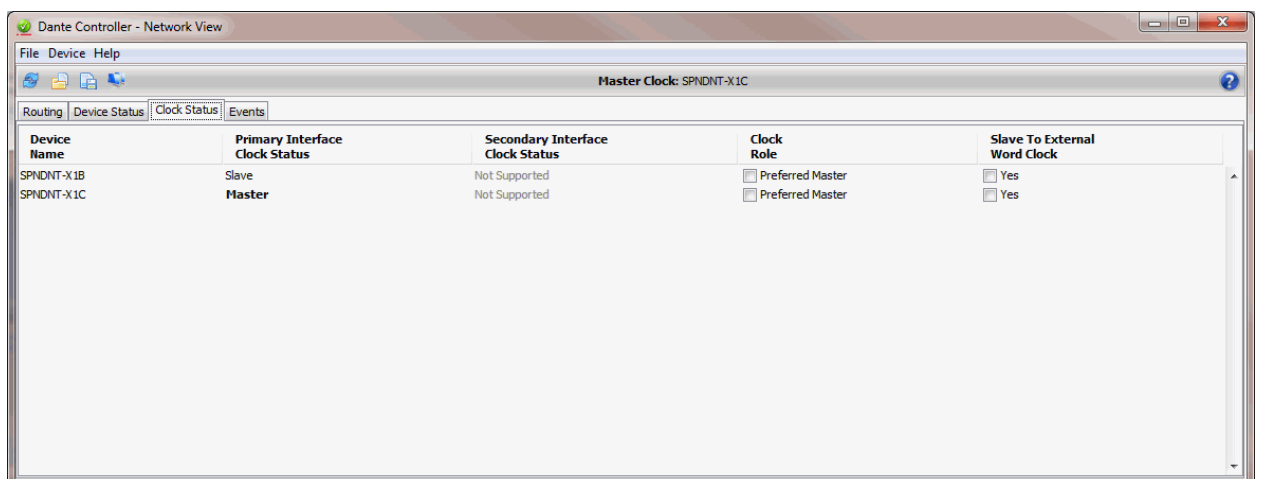 Dante Controller - Network View
File Device Help
Master Clock: SPNDNT-X1C
Routing Device Status Clock Status Events
Device Name Primary Interface Clock Status Secondary Interface Clock Status Clock Role Slave To External Word Clock
SPNDNT-X1B Slave Not Supported Preferred Master Yes
SPNDNT-X1C Master Not Supported Preferred Master Yes